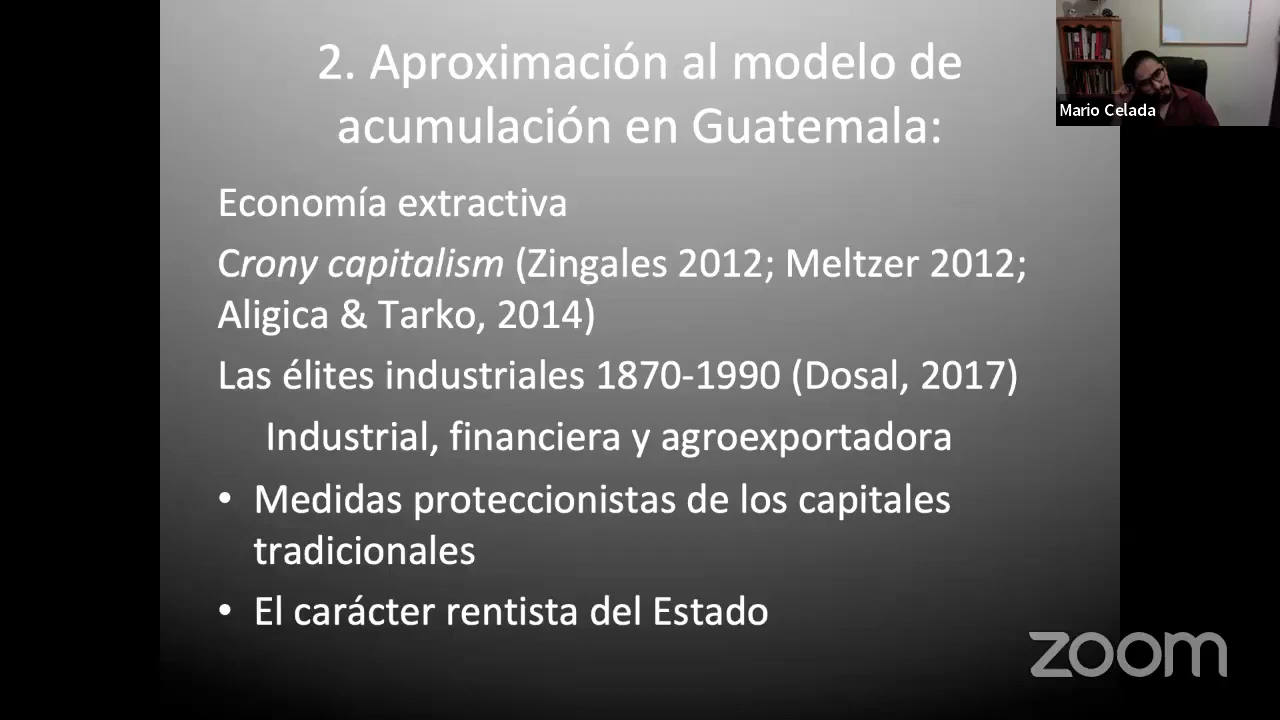 2. Aproximación al modelo de
acumulación en Guatemala:
Mario Celada
Economía extractiva
Crony capitalism (Zingales 2012; Meltzer 2012;
Aligica & Tarko, 2014)
Las élites industriales 1870-1990 (Dosal, 2017)
Industrial, financiera y agroexportadora
• Medidas proteccionistas de los capitales
tradicionales
• El carácter rentista del Estado
zoom